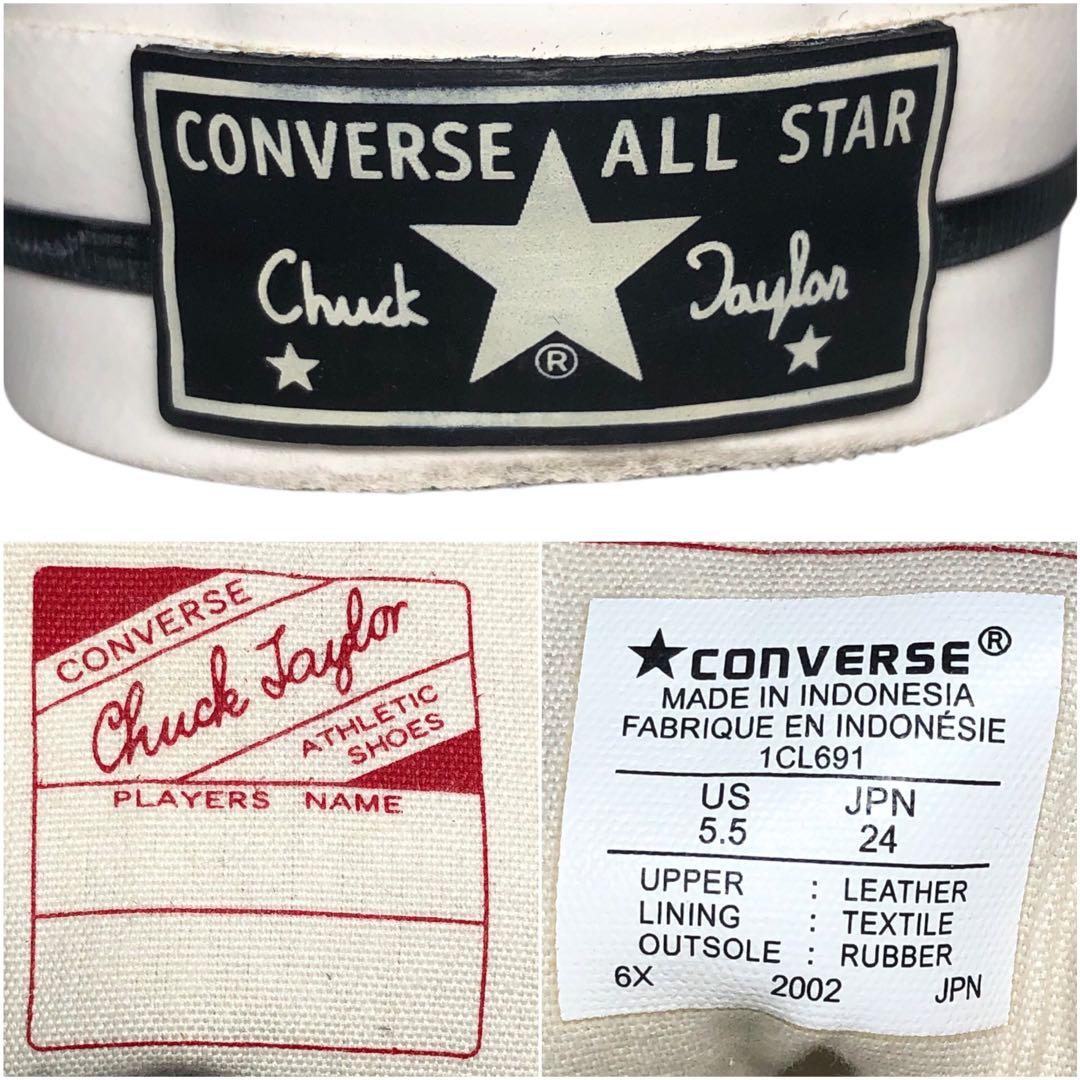 CONVERSE ALL STAR
Chuck Taylor
®
CONVERSE
Chuck Taylor
ATHLETIC
SHOES
PLAYERS NAME
CONVERSE®
MADE IN INDONESIA
FABRIQUE EN INDONÉSIE
1CL691
US JPN
5.5 24
UPPER : LEATHER
LINING : TEXTILE
OUTSOLE : RUBBER
6X 2002 JPN